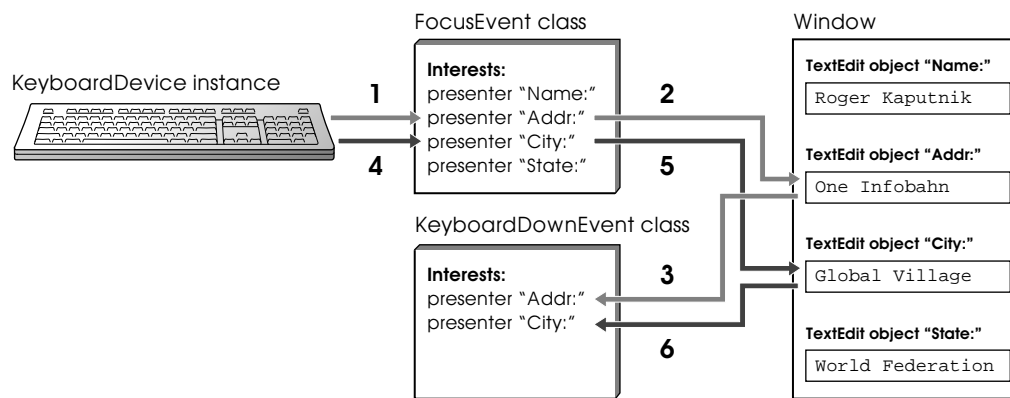 FocusEvent class
Window
KeyboardDevice instance
Interests:
presenter “Name:”
presenter “Addr:”
presenter “City:”
presenter “State:”
1
2
4
5
KeyboardDownEvent class
Interests:
presenter “Addr:”
presenter “City:”
3
6
TextEdit object “Name:”
Roger Kaputnik
TextEdit object “Addr:”
One Infobahn
TextEdit object “City:”
Global Village
TextEdit object “State:”
World Federation